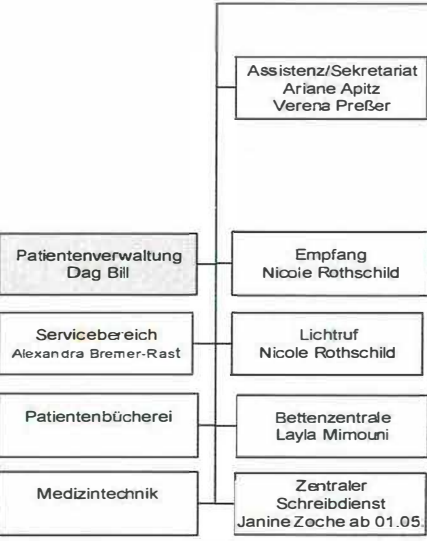 Assistenz/Sekretariat
Ariane Apitz
Verena Preßer
Patientenverwaltung
Dag Bill
Empfang
Nicole Rothschild
Servicebereich
Alexandra Bremer-Rast
Lichtruf
Nicole Rothschild
Patientenbücherei
Bettenzentrale
Layla Mimouni
Medizintechnik
Zentraler
Schreibdienst
Janine Zoche ab 01.05.